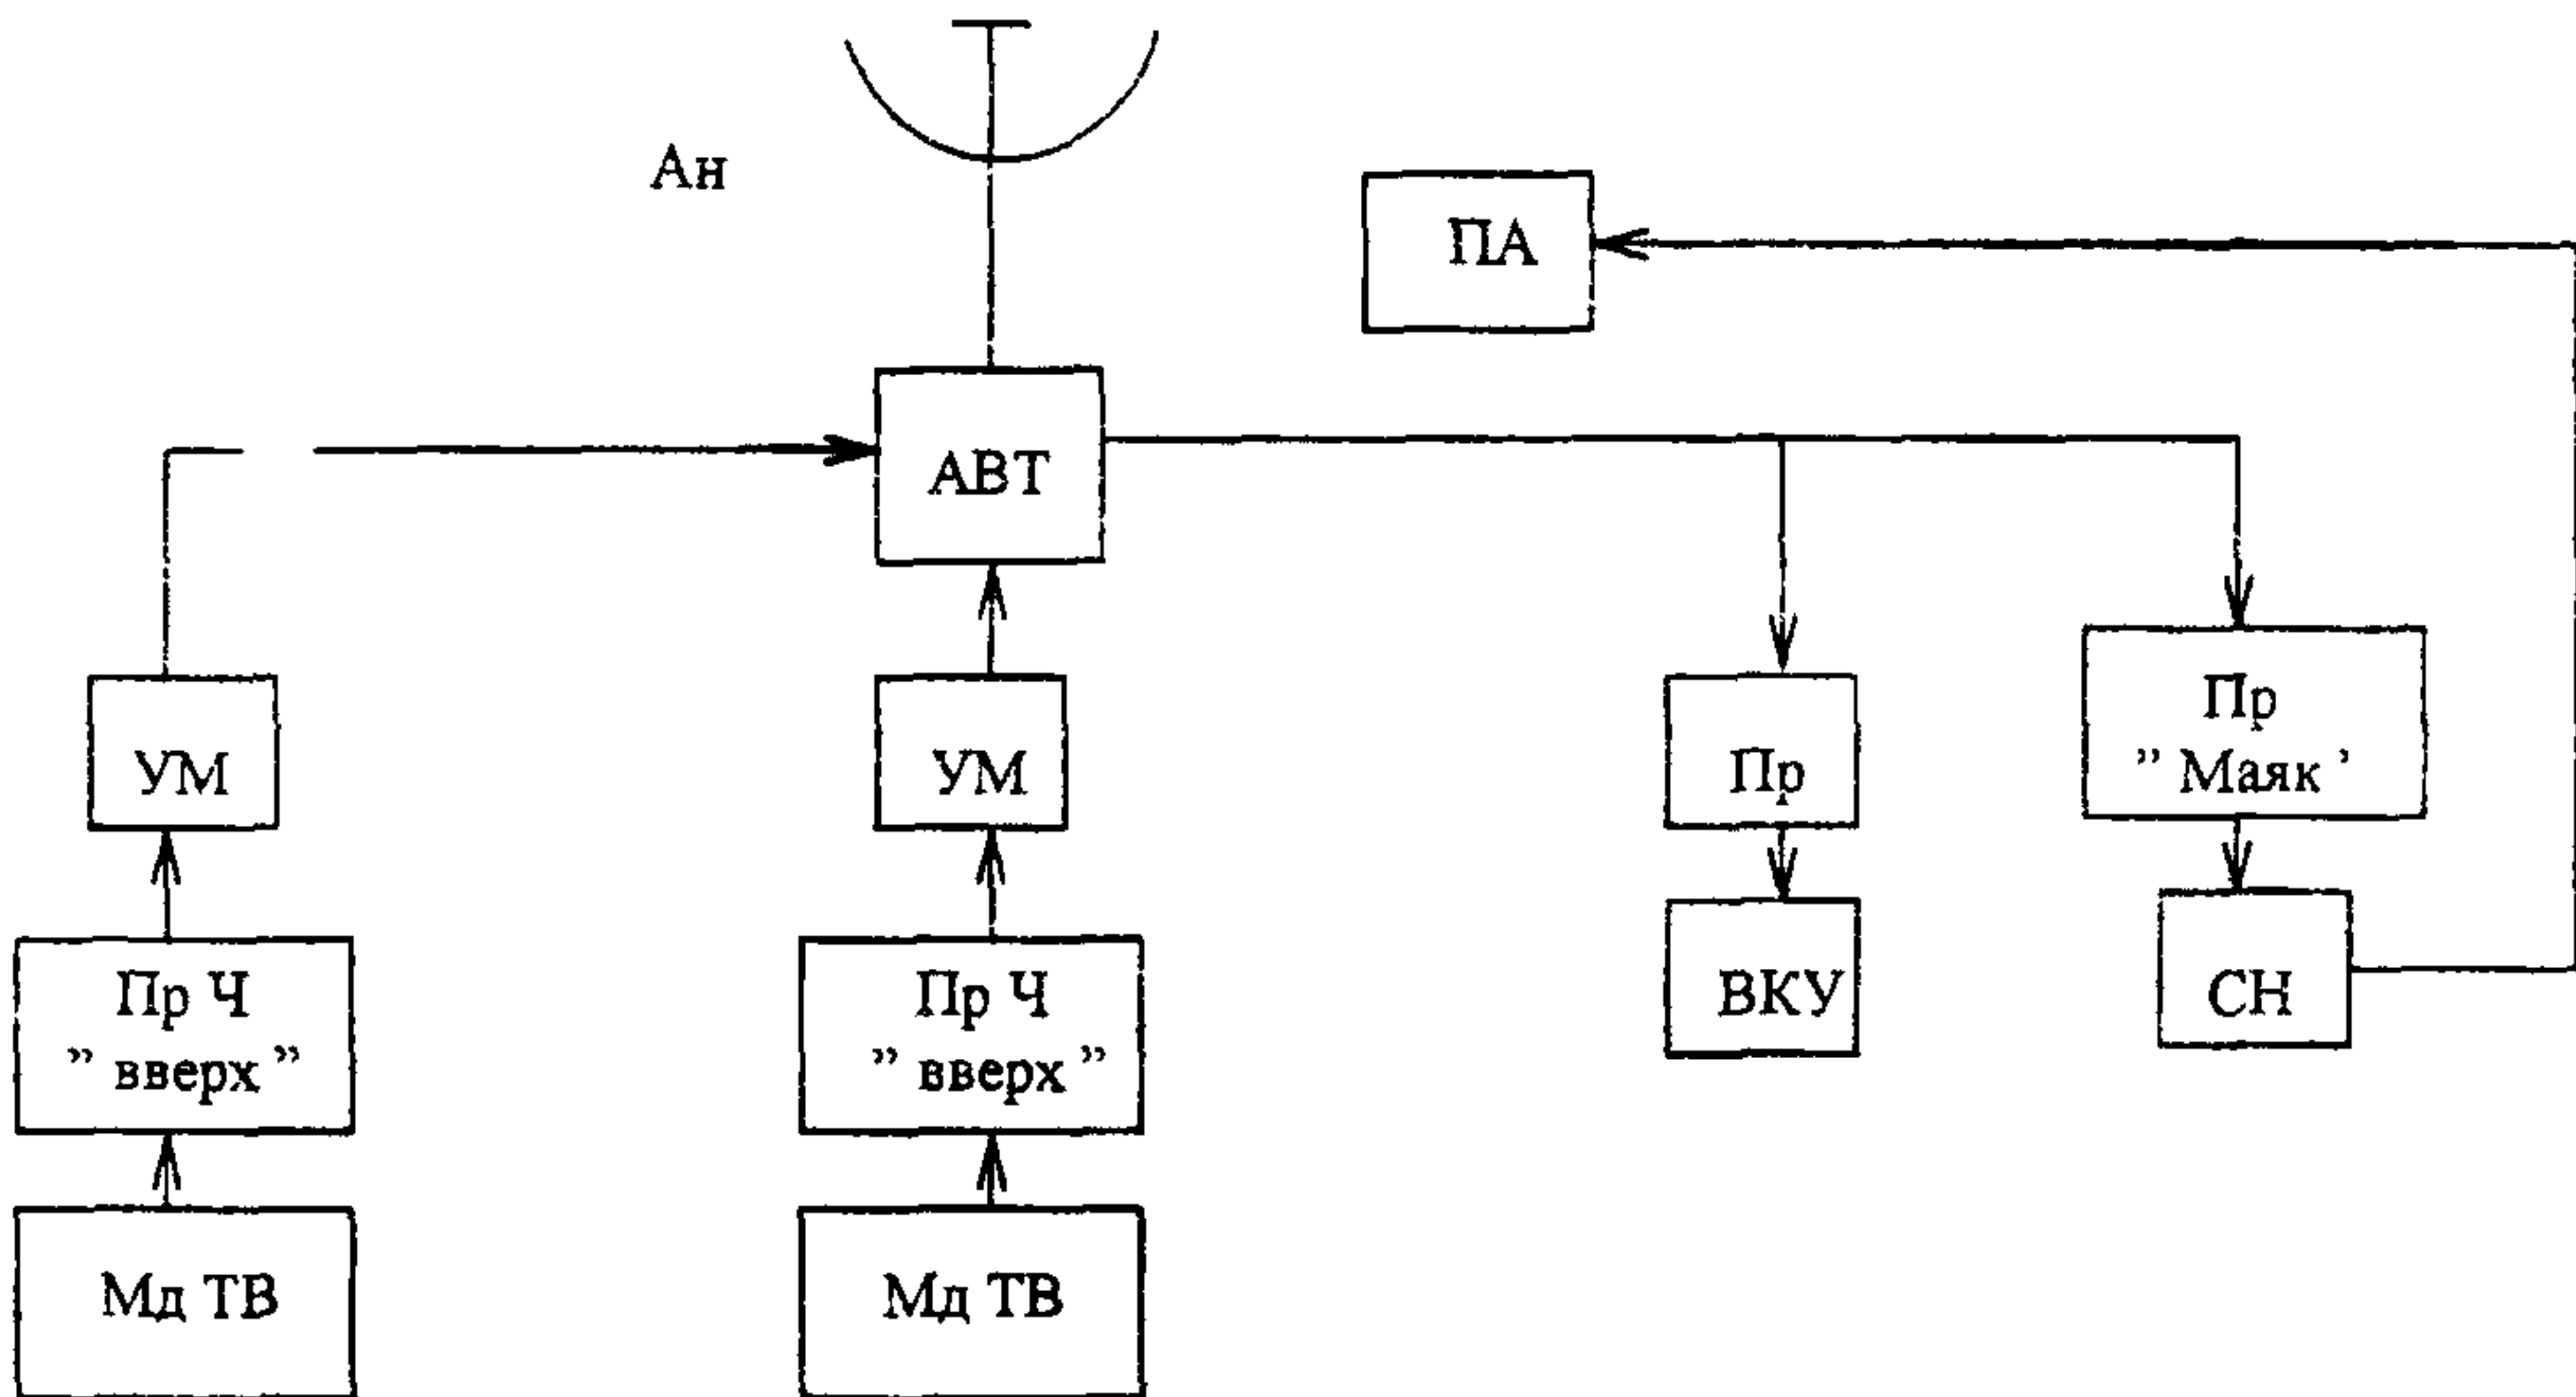 Ан
ПА
АВТ
УМ
УМ
Пр
Пр
" Маяк '
Пр Ч
" вверх "
Пр Ч
" вверх "
ВКУ
СН
Мд ТВ
Мд ТВ